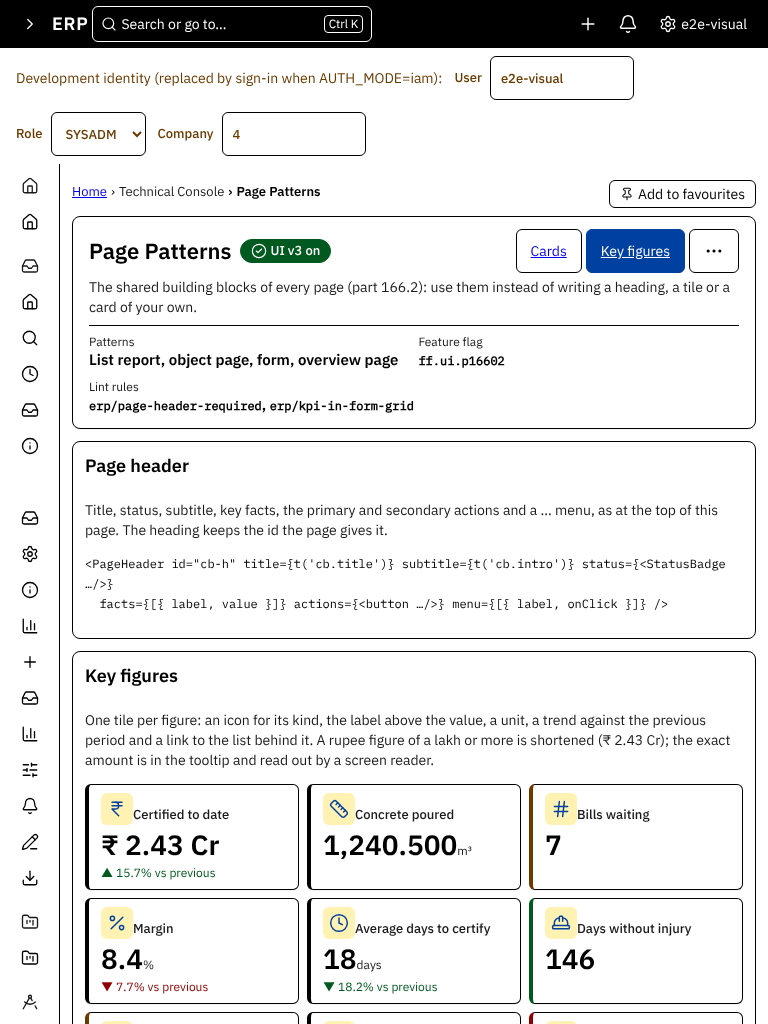 ERP
Search or go to...
Ctrl K
e2e-visual
Development identity (replaced by sign-in when AUTH_MODE=iam):
User
e2e-visual
Role
SYSADM
Company
4
Home › Technical Console › Page Patterns
Add to favourites
Page Patterns
UI v3 on
Cards
Key figures
The shared building blocks of every page (part 166.2): use them instead of writing a heading, a tile or a
card of your own.
Patterns
List report, object page, form, overview page
Feature flag
ff.ui.p16602
Lint rules
erp/page-header-required, erp/kpi-in-form-grid
Page header
Title, status, subtitle, key facts, the primary and secondary actions and a … menu, as at the top of this
page. The heading keeps the id the page gives it.
<PageHeader id="cb-h" title={t('cb.title')} subtitle={t('cb.intro')} status={<StatusBadge
…/>}
facts={[{ label, value }]} actions={<button …/>} menu={[{ label, onClick }]} />
Key figures
One tile per figure: an icon for its kind, the label above the value, a unit, a trend against the previous
period and a link to the list behind it. A rupee figure of a lakh or more is shortened (₹ 2.43 Cr); the exact
amount is in the tooltip and read out by a screen reader.
Certified to date
₹ 2.43 Cr
▲ 15.7% vs previous
Concrete poured
1,240.500 m³
Bills waiting
7
Margin
8.4%
▼ 7.7% vs previous
Average days to certify
18 days
▼ 18.2% vs previous
Days without injury
146